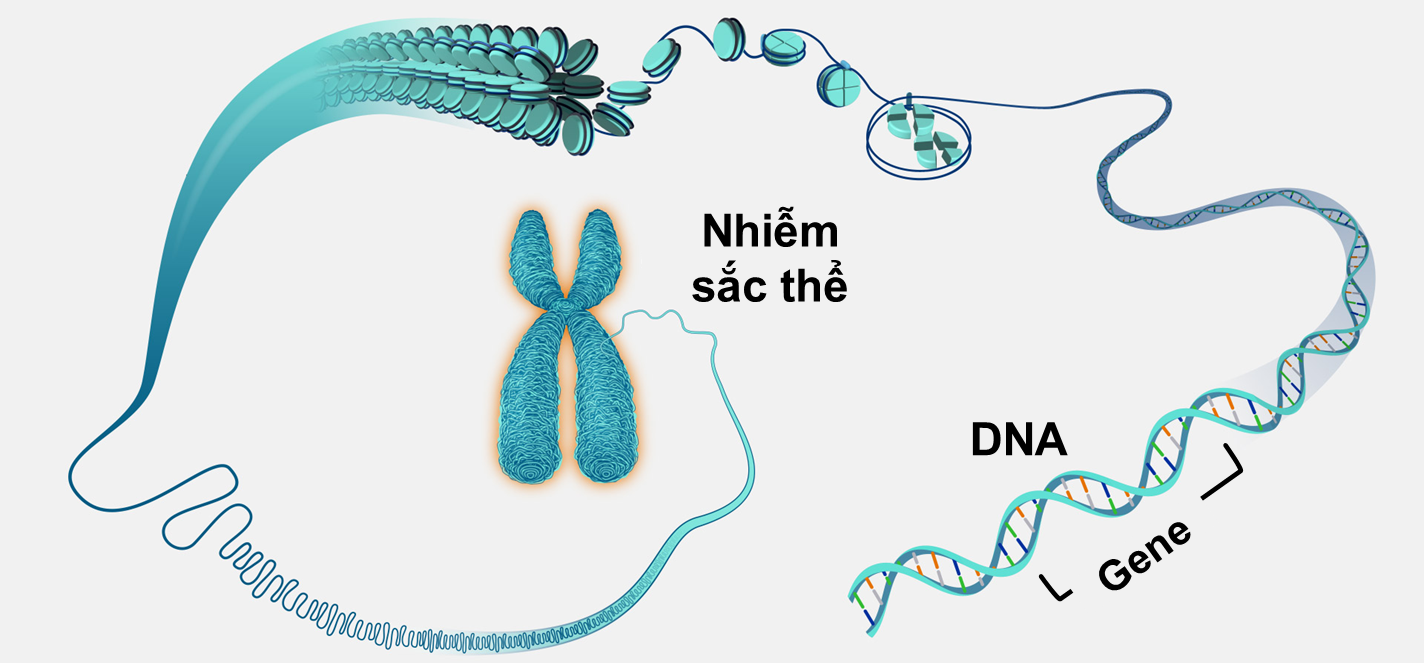 Nhiễm
sắc thể
DNA
Gene